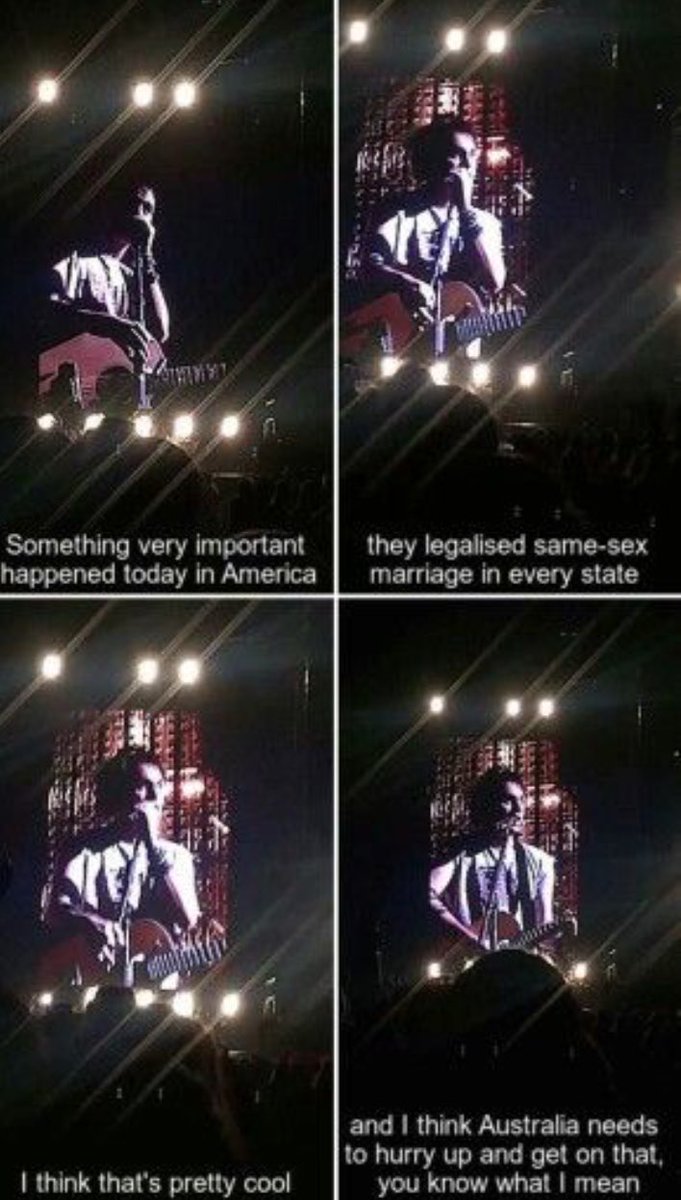 Something very important
happened today in America
they legalised same-sex
marriage in every state
I think that's pretty cool
and I think Australia needs
to hurry up and get on that,
you know what I mean